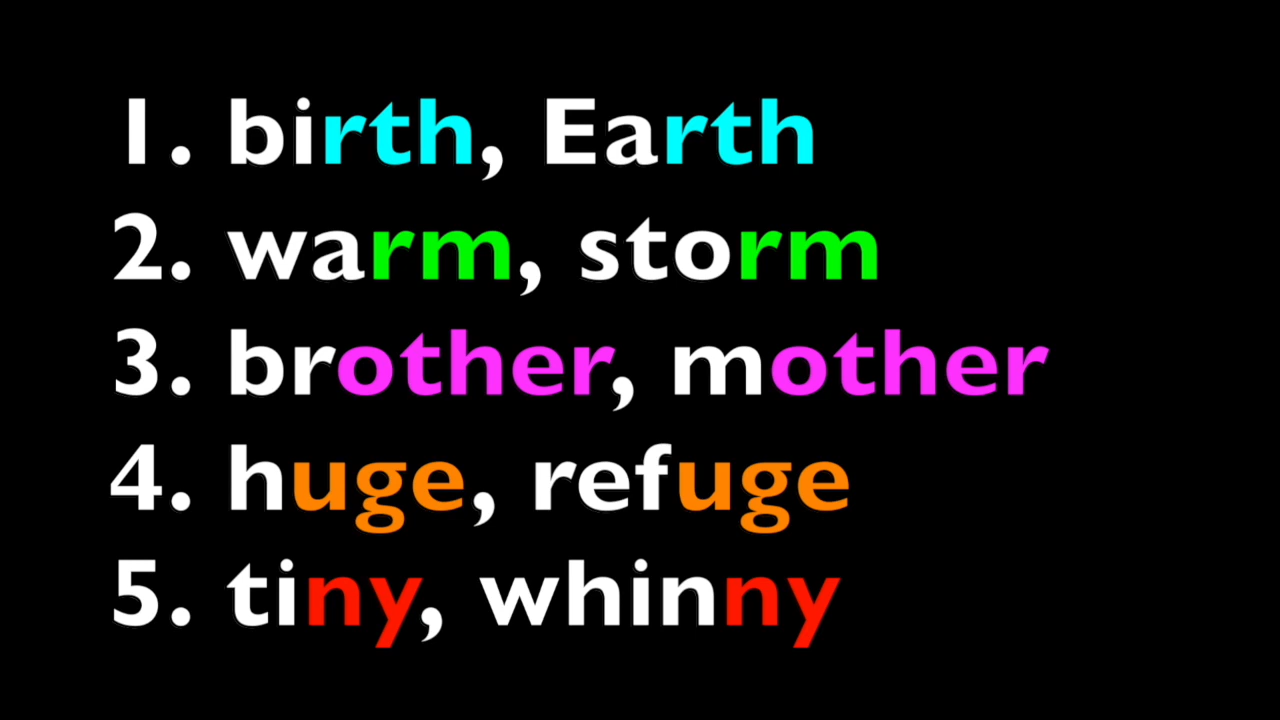 1. birth, Earth
2. warm, storm
3. brother, mother
4. huge, refuge
5. tiny, whinny